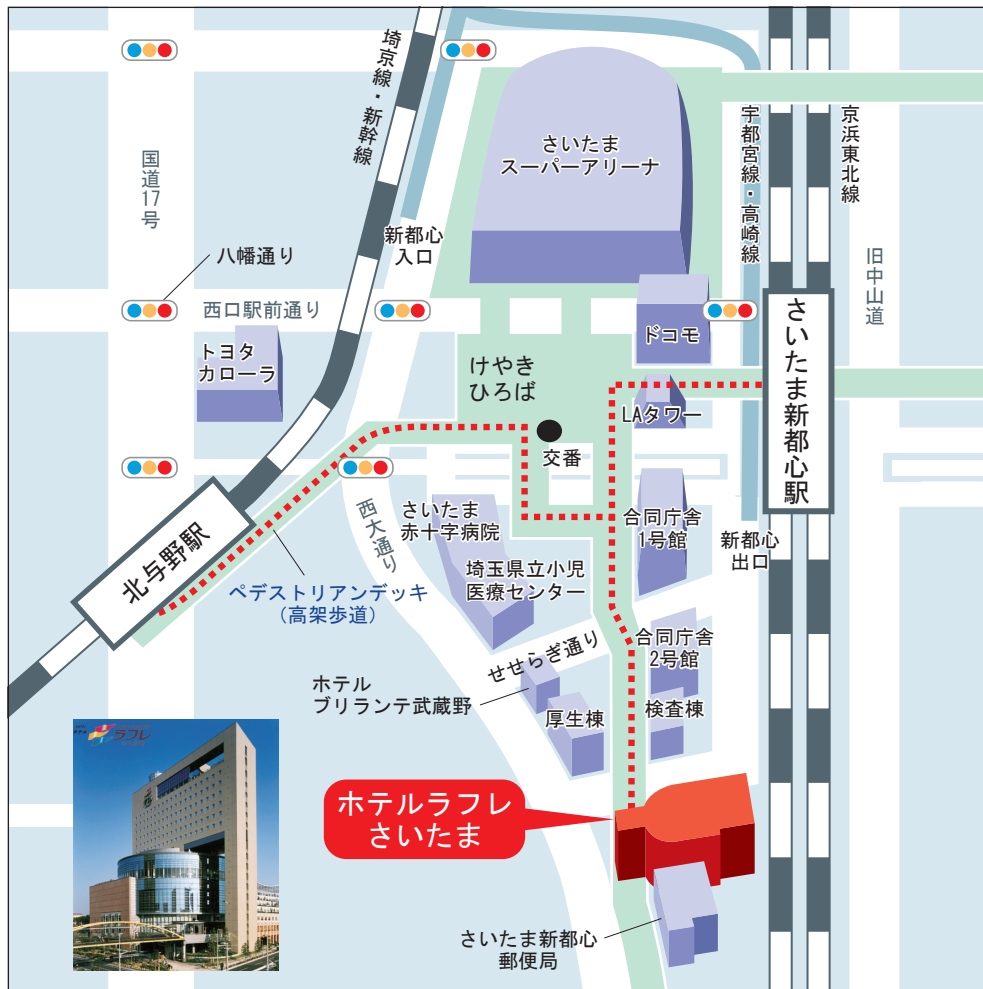 埼京線・新幹線
宇都宮線・高崎線
京浜東北線
国道17号
さいたま
スーパーアリーナ
新都心
入口
八幡通り
西口駅前通り
旧中山道
トヨタ
カローラ
ドコモ
けやき
ひろば
LAタワー
さいたま新都心駅
交番
北与野駅
西大通り
さいたま
赤十字病院
合同庁舎
1号館
新都心
出口
埼玉県立小児
医療センター
ペデストリアンデッキ
(高架歩道)
せせらぎ通り
合同庁舎
2号館
ホテル
ブリランテ武蔵野
厚生棟
検査棟
ラフレ
ホテルラフレ
さいたま
さいたま新都心
郵便局